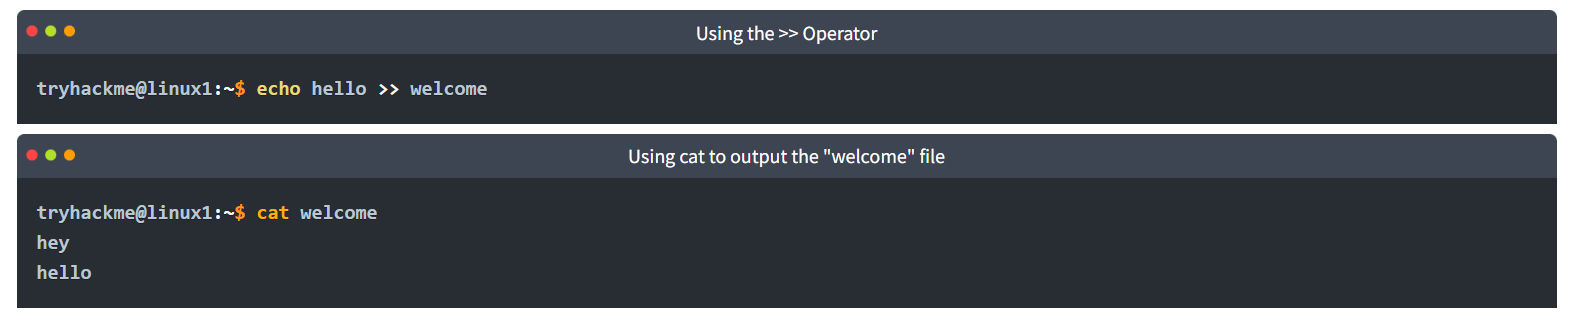 Using the >> Operator
tryhackme@linux1:~$ echo hello >> welcome
Using cat to output the "welcome" file
tryhackme@linux1:~$ cat welcome
hey
hello